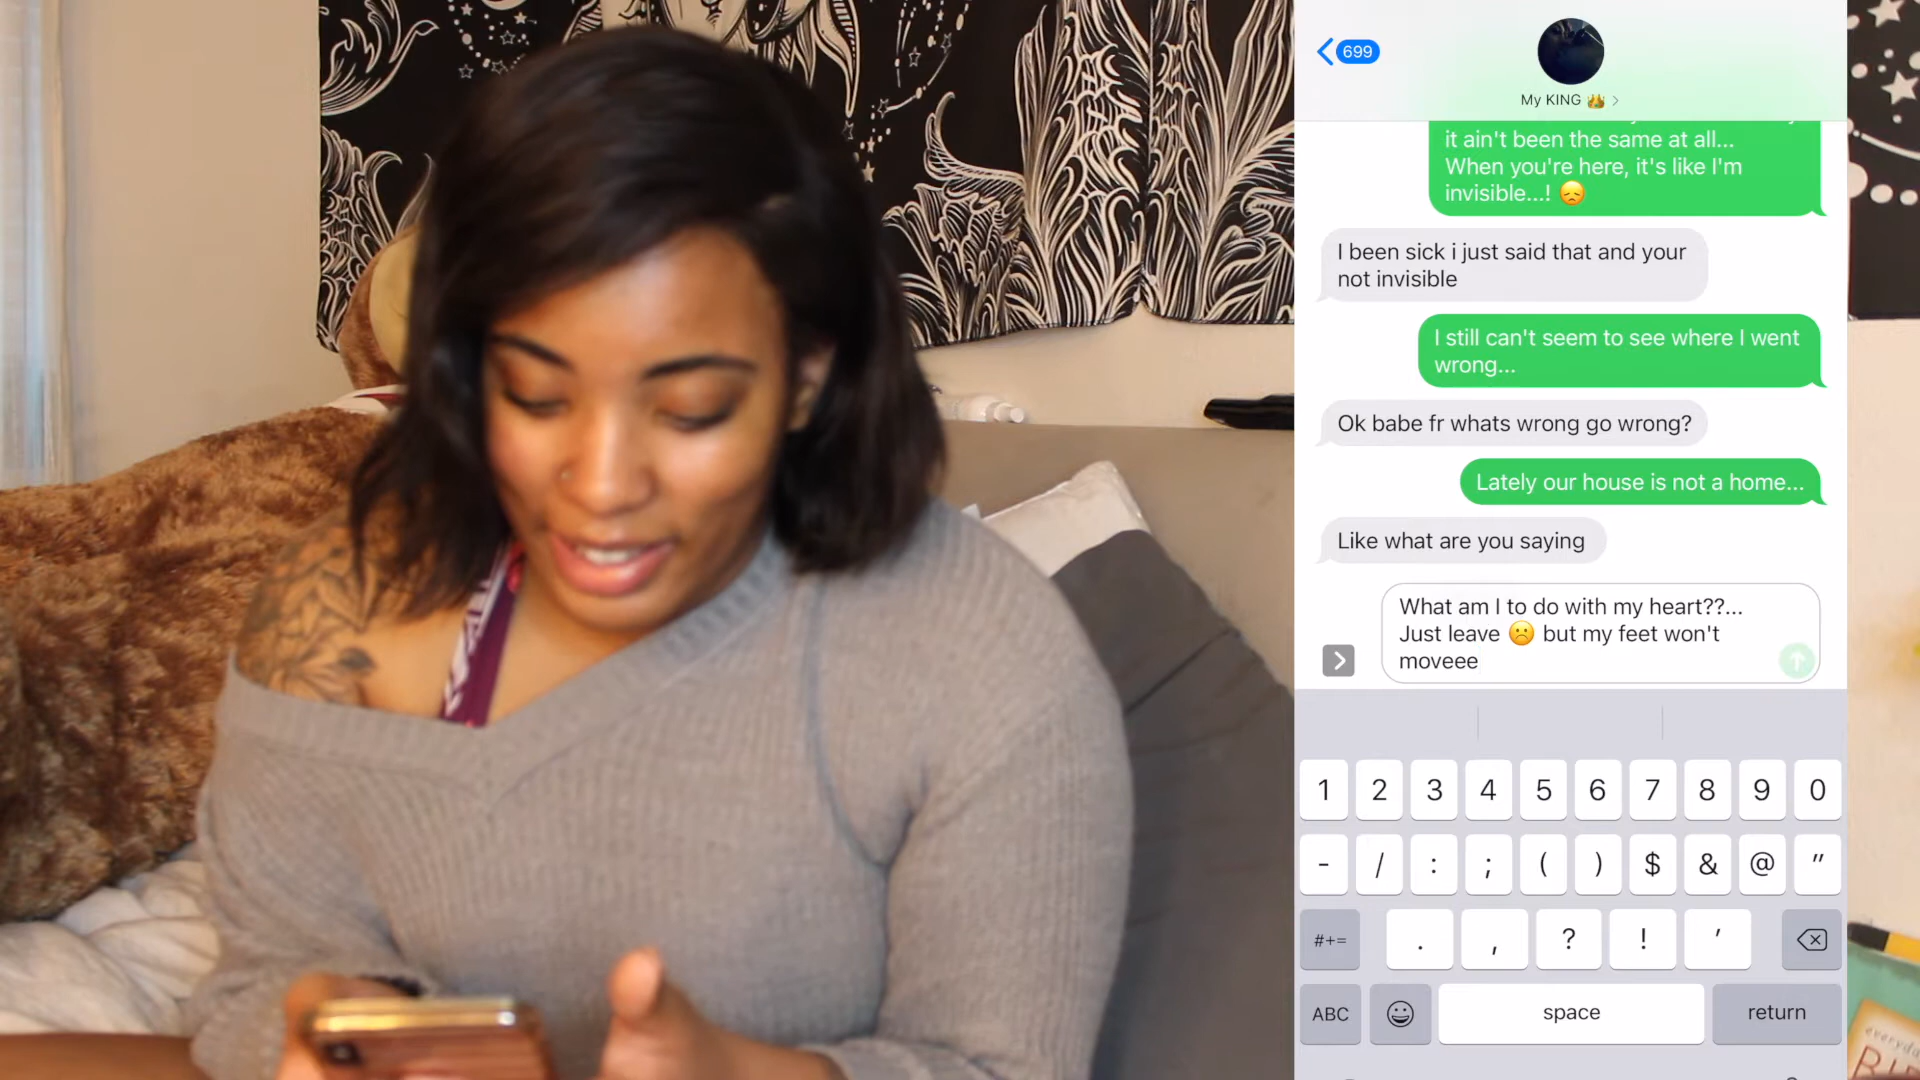 699
My KING 👑 >
it ain't been the same at all...
When you're here, it's like I'm
invisible...! 😞
I been sick i just said that and your
not invisible
I still can't seem to see where I went
wrong...
Ok babe fr whats wrong go wrong?
Lately our house is not a home...
Like what are you saying
What am I to do with my heart??...
Just leave ☹️ but my feet won't
moveee
1 2 3 4 5 6 7 8 9 0
- / : ; ( ) $ & @ "
#+= . , ? ! '
ABC space return
everyday